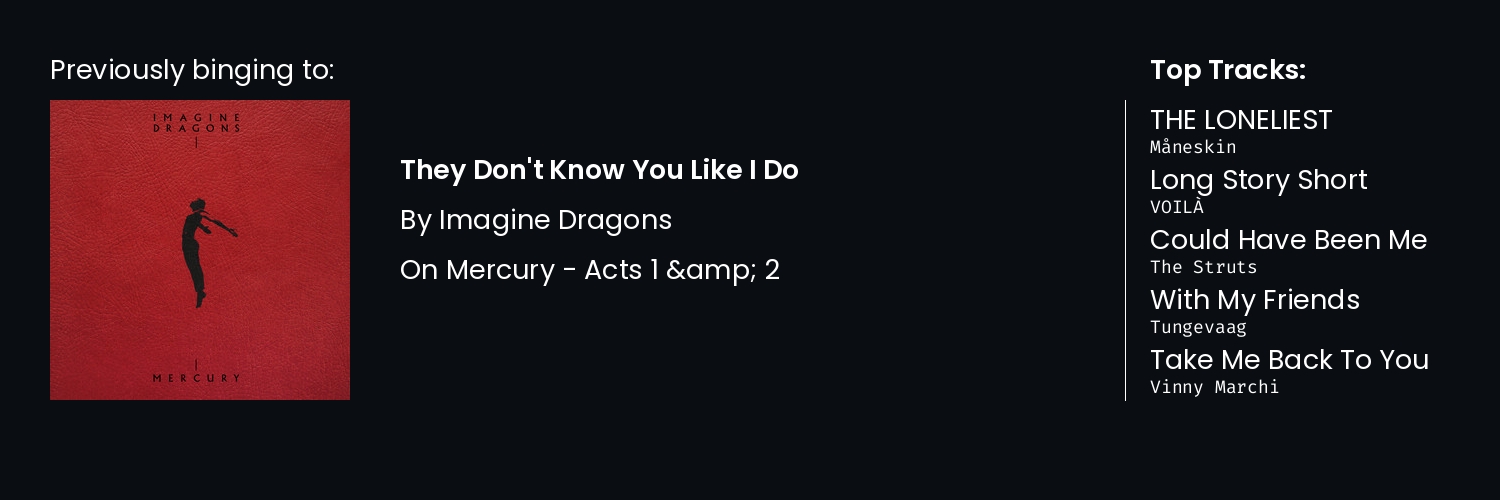 Previously binging to:
IMAGINE
DRAGONS
MERCURY
They Don't Know You Like I Do
By Imagine Dragons
On Mercury - Acts 1 &amp; 2
Top Tracks:
THE LONELIEST
Måneskin
Long Story Short
VOILÀ
Could Have Been Me
The Struts
With My Friends
Tungevaag
Take Me Back To You
Vinny Marchi